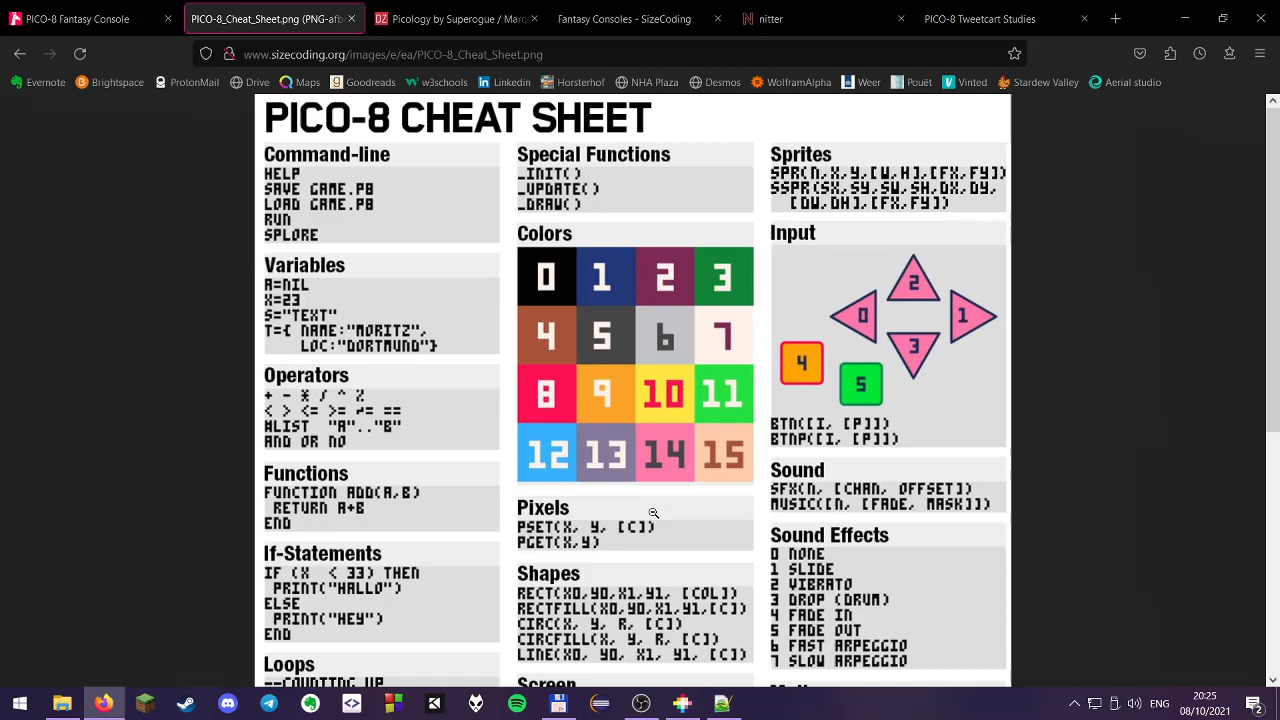 PICO-8 Fantasy Console
PICO-8_Cheat_Sheet.png (PNG-afb
Picology // Supergoge / Marq
Fantasy Consoles - SizeCoding
nitter
PICO-8 Tweetcart Studies
www.sizecoding.org/images/e/ea/PICO-8_Cheat_Sheet.png
Evernote Brightspace ProtonMail Drive Maps Goodreads w3schools Linkedin Horsterhof NHA Plaza Desmos WolframAlpha Weer Pouët Vinted Stardew Valley Aerial studio
PICO-8 CHEAT SHEET
Command-line
HELP
SAVE GAME.P8
LOAD GAME.P8
RUN
SPLORE
Variables
A=NIL
X=23
S="TEXT"
T={ NAME:"MORITZ",
LOC:"DORTMUND"}
Operators
+ - * / ^ %
< > <= >= ~= ==
#LIST "A".."B"
AND OR NO
Functions
FUNCTION ADD(A,B)
RETURN A+B
END
If-Statements
IF (X < 33) THEN
PRINT("HALLO")
ELSE
PRINT("HEY")
END
Loops
--COUNTING UP
Special Functions
_INIT()
_UPDATE()
_DRAW()
Colors
0 1 2 3
4 5 6 7
8 9 10 11
12 13 14 15
Pixels
PSET(X, Y, [C])
PGET(X,Y)
Shapes
RECT(X0,Y0,X1,Y1, [COL])
RECTFILL(X0,Y0,X1,Y1,[C])
CIRC(X, Y, R, [C])
CIRCFILL(X, Y, R, [C])
LINE(X0, Y0, X1, Y1, [C])
Screen
Sprites
SPR(N,X,Y,[W,H],[FX,FY])
SSPR(SX,SY,SW,SH,DX,DY,
[DW,DH],[FX,FY])
Input
2
0 1
3
4
5
BTN([I, [P]])
BTNP([I, [P]])
Sound
SFX(N, [CHAN, OFFSET])
MUSIC([N, [FADE, MASK]])
Sound Effects
0 NONE
1 SLIDE
2 VIBRATO
3 DROP (DRUM)
4 FADE IN
5 FADE OUT
6 FAST ARPEGGIO
7 SLOW ARPEGGIO
ENG
20:25
08/10/2021